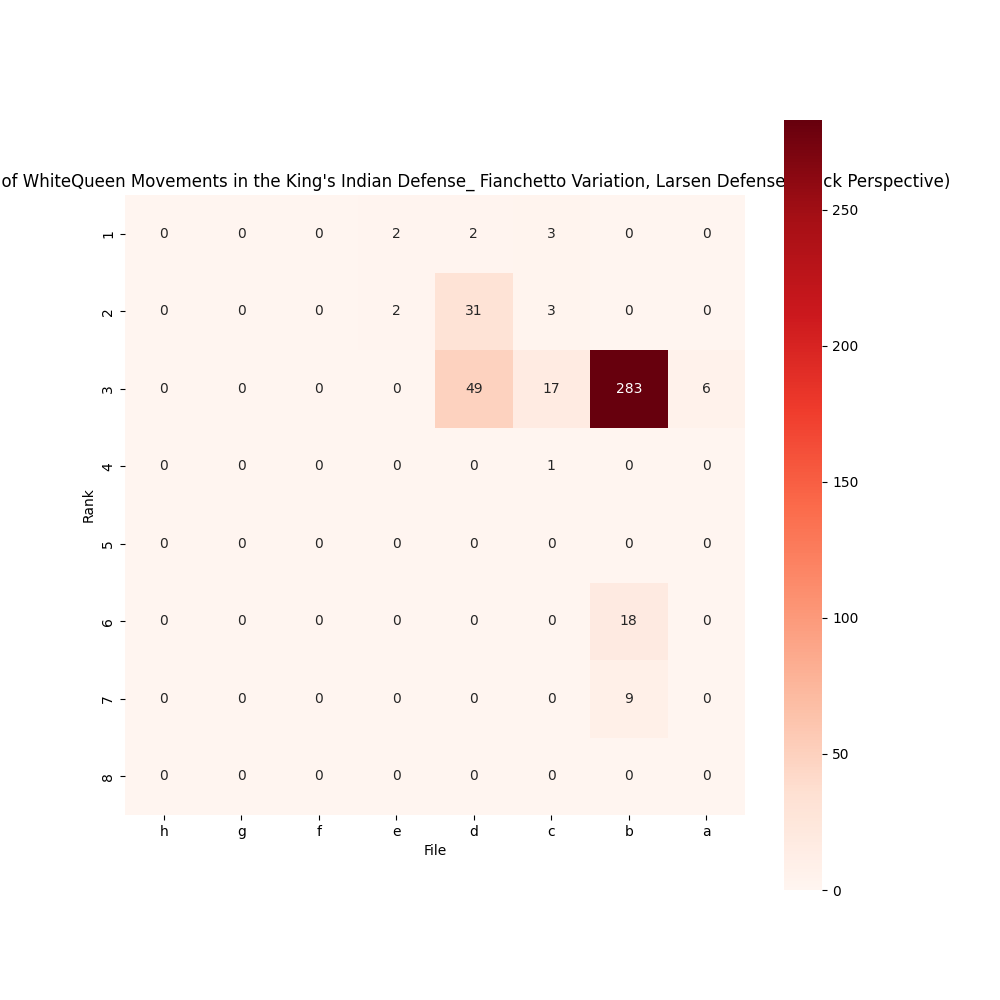 of WhiteQueen Movements in the King's Indian Defense_ Fianchetto Variation, Larsen Defense ck Perspective)
1 0 0 0 2 2 3 0 0
250
2 0 0 0 2 31 3 0 0
200
3 0 0 0 0 49 17 283 6
4 0 0 0 0 0 1 0 0
150
Rank
5 0 0 0 0 0 0 0 0
100
6 0 0 0 0 0 0 18 0
7 0 0 0 0 0 0 9 0
50
8 0 0 0 0 0 0 0 0
h g f e d c b a
File
0